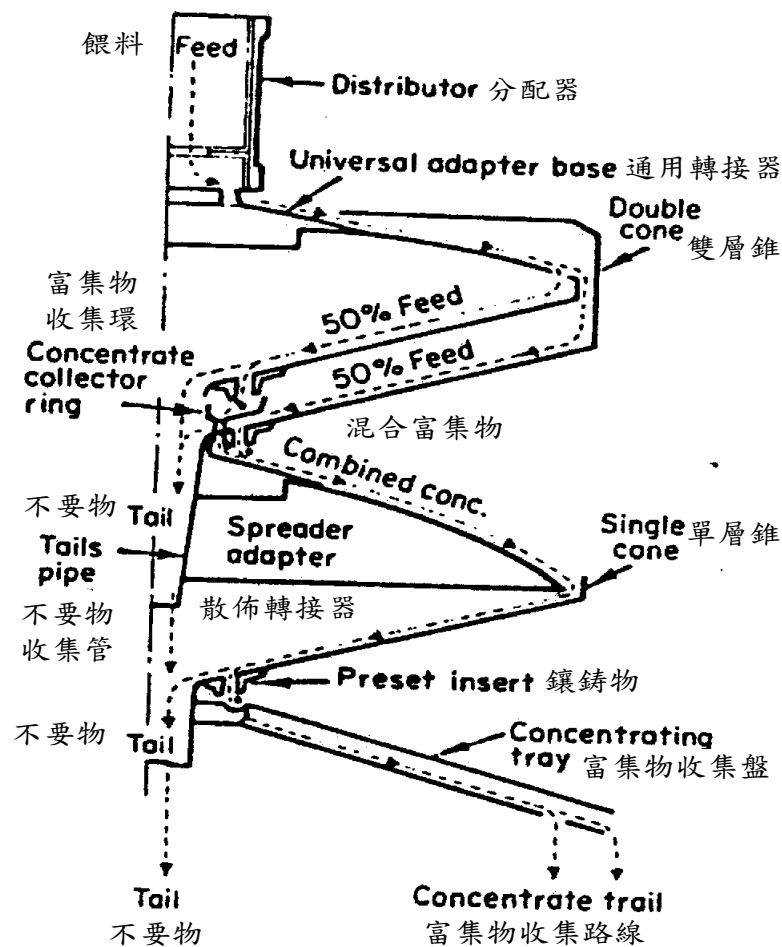 餵料 Feed
Distributor 分配器
Universal adapter base 通用轉接器
Double
cone 雙層錐
富集物
收集環
50% Feed
Concentrate
collector
ring
50% Feed
混合富集物
Combined conc.
不要物 Tail
Tails
pipe
Spreader
adapter
Single 單層錐
cone
不要物
收集管
散佈轉接器
Preset insert 鑲鑄物
不要物 Tail
Concentrating
tray 富集物收集盤
Tail
不要物
Concentrate trail
富集物收集路線